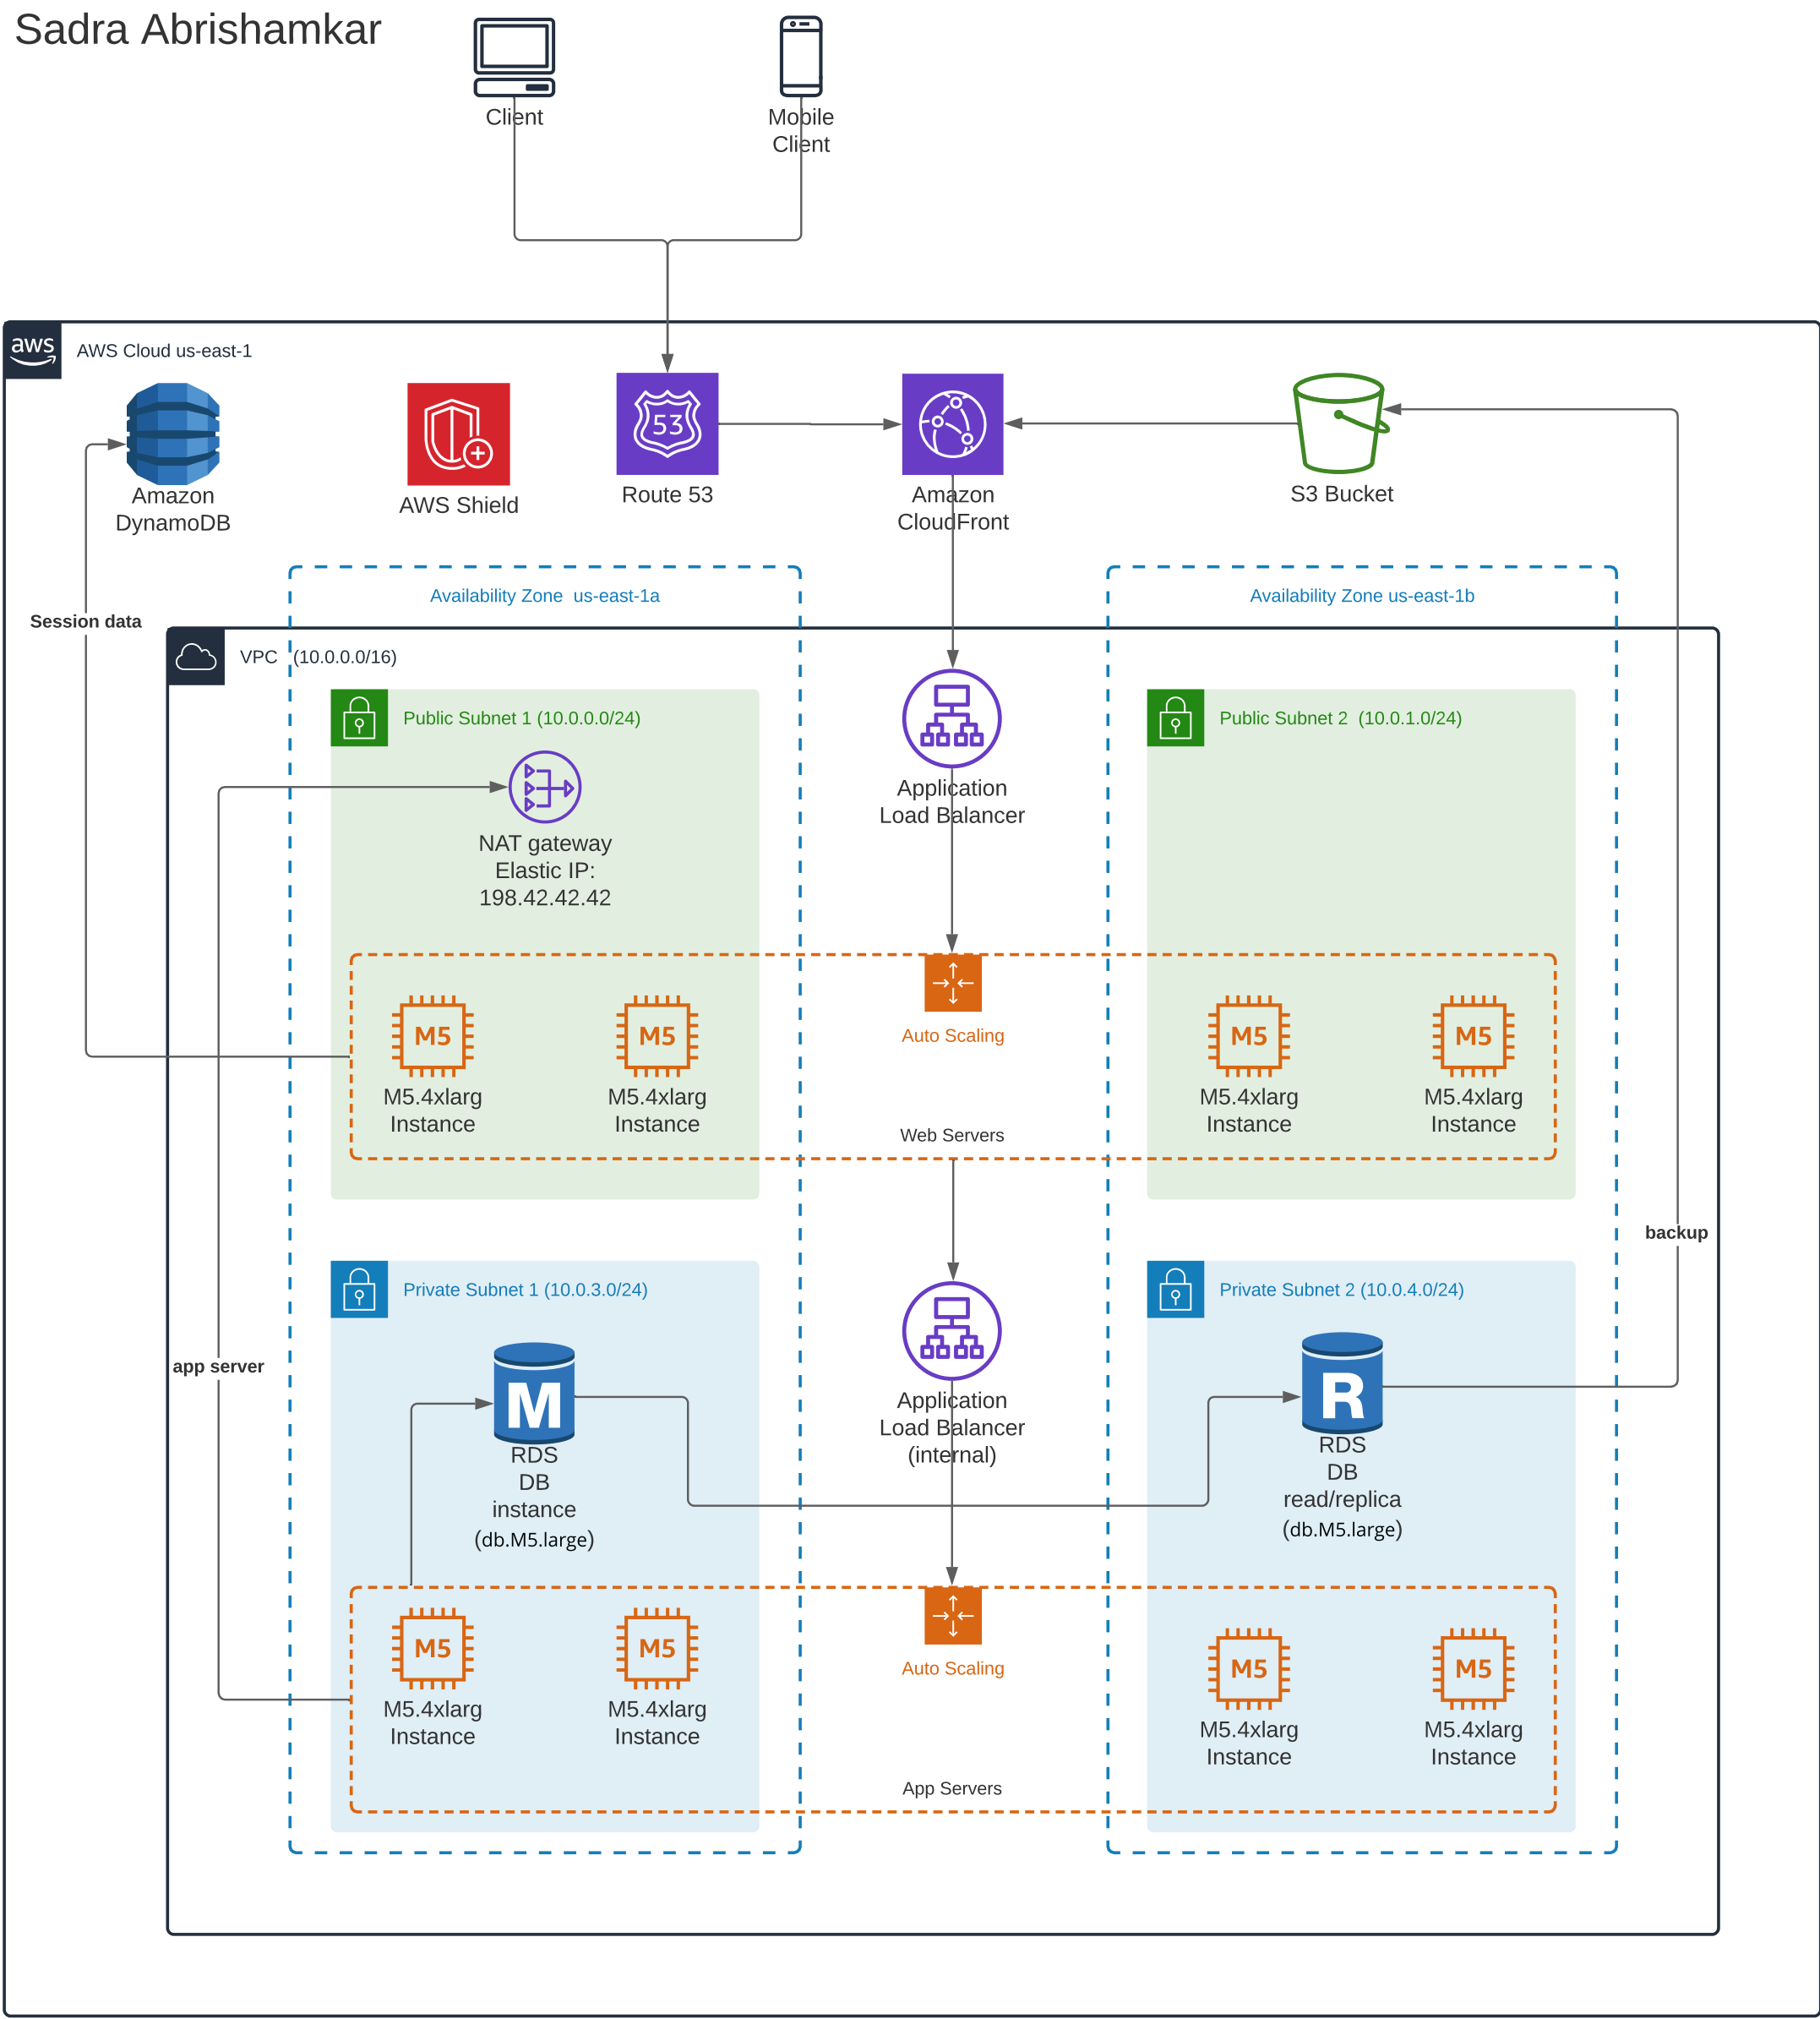 Sadra Abrishamkar
Client
Mobile
Client
aws
AWS Cloud us-east-1
Amazon
DynamoDB
AWS Shield
53
Route 53
Amazon
CloudFront
S3 Bucket
Availability Zone  us-east-1a
Availability Zone us-east-1b
Session data
VPC   (10.0.0.0/16)
Public Subnet 1 (10.0.0.0/24)
Public Subnet 2  (10.0.1.0/24)
Application
Load Balancer
NAT gateway
Elastic IP:
198.42.42.42
Auto Scaling
M5
M5.4xlarg
Instance
M5
M5.4xlarg
Instance
M5
M5.4xlarg
Instance
M5
M5.4xlarg
Instance
Web Servers
backup
Private Subnet 1 (10.0.3.0/24)
Private Subnet 2 (10.0.4.0/24)
app server
M
RDS
DB
instance
(db.M5.large)
Application
Load Balancer
(internal)
R
RDS
DB
read/replica
(db.M5.large)
Auto Scaling
M5
M5.4xlarg
Instance
M5
M5.4xlarg
Instance
M5
M5.4xlarg
Instance
M5
M5.4xlarg
Instance
App Servers